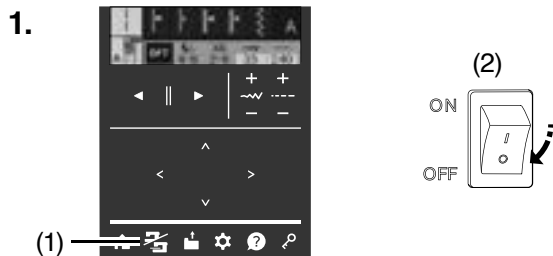 1.
A
OFF
+ +
− −
(2)
ON
I
O
OFF
?
(1)